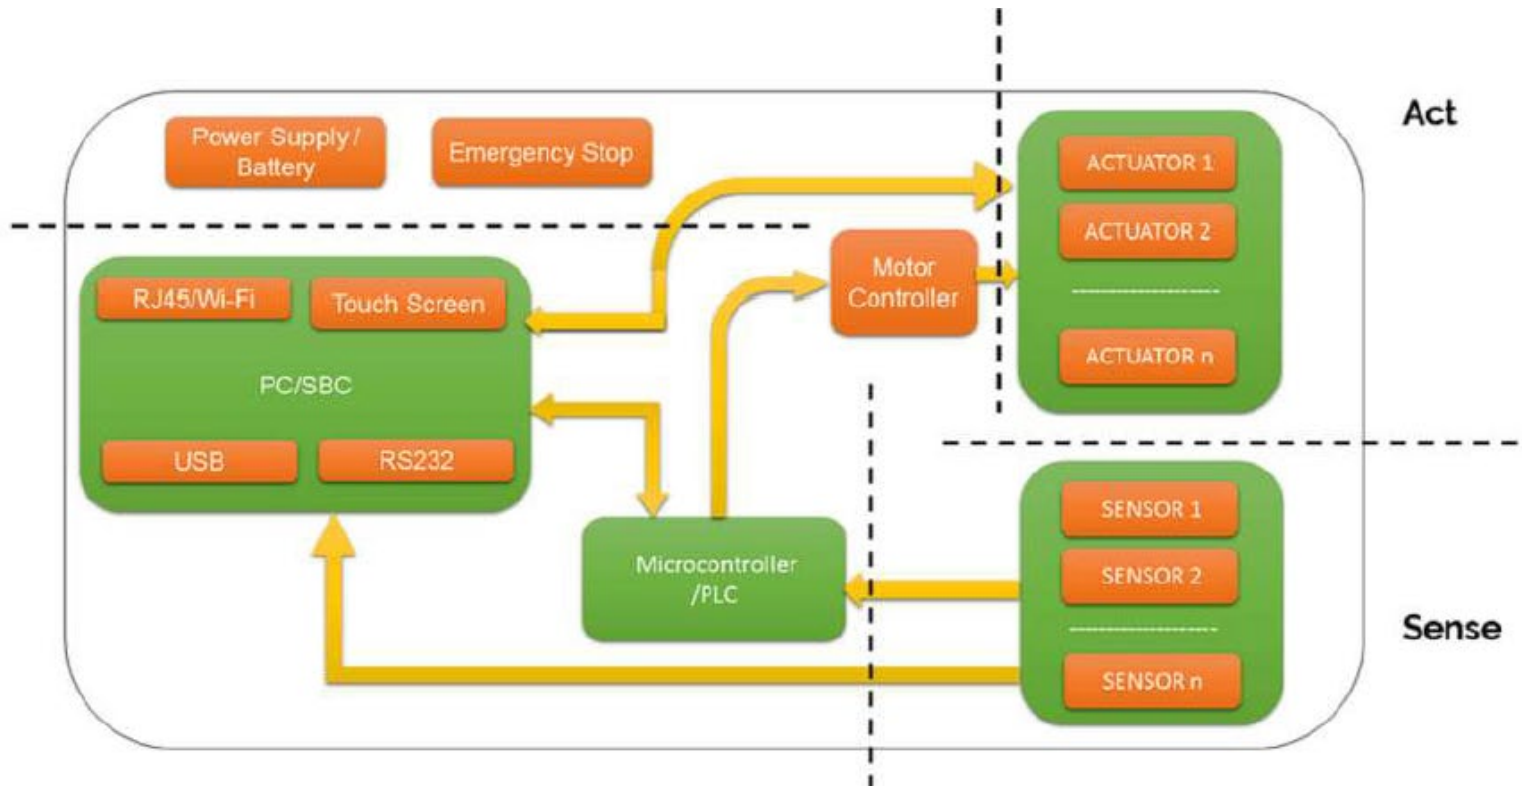 Act
Power Supply /
Battery
Emergency Stop
ACTUATOR 1
ACTUATOR 2
ACTUATOR n
Motor
Controller
RJ45/Wi-Fi
Touch Screen
PC/SBC
USB
RS232
Microcontroller
/PLC
SENSOR 1
SENSOR 2
SENSOR n
Sense